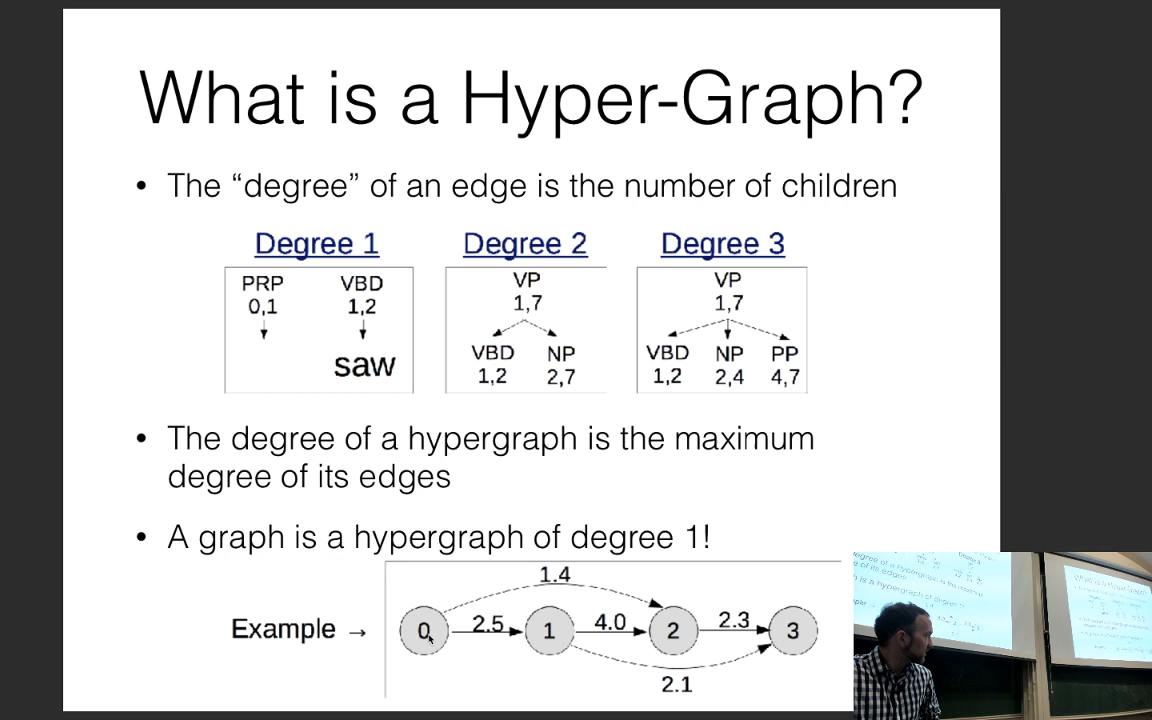 What is a Hyper-Graph?
• The “degree” of an edge is the number of children
Degree 1 Degree 2 Degree 3
PRP VBD VP VP
0,1 1,2 1,7 1,7
VBD NP VBD NP PP
saw
1,2 2,7 1,2 2,4 4,7
• The degree of a hypergraph is the maximum
degree of its edges
• A graph is a hypergraph of degree 1!
1.4
Example → 0 2.5 1 4.0 2 2.3 3
2.1